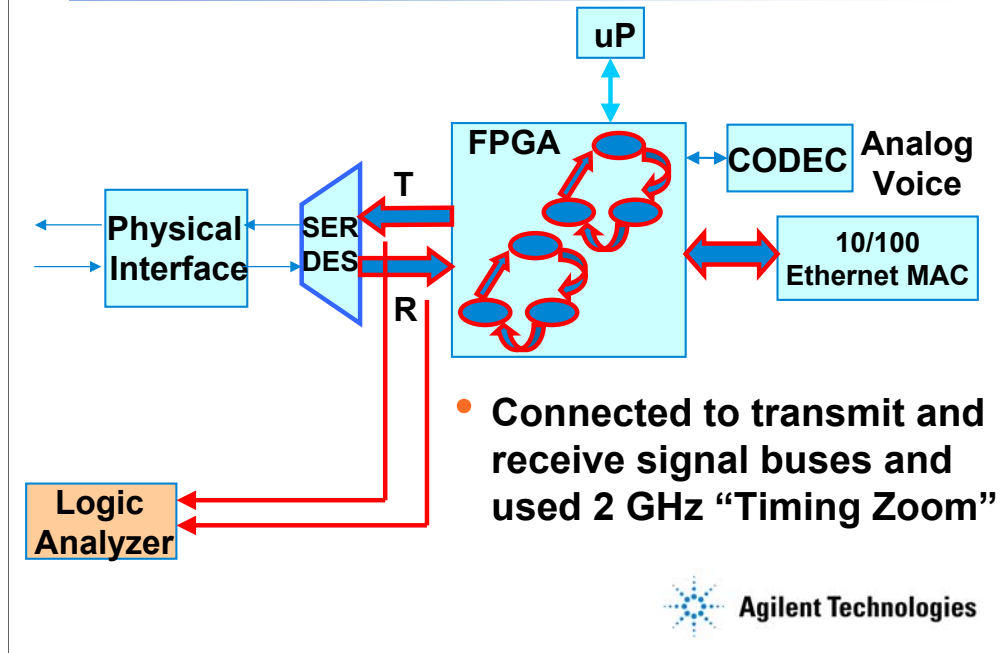 uP
FPGA
CODEC
Analog
Voice
T
Physical
Interface
SER
DES
10/100
Ethernet MAC
R
• Connected to transmit and
receive signal buses and
used 2 GHz “Timing Zoom”
Logic
Analyzer
Agilent Technologies